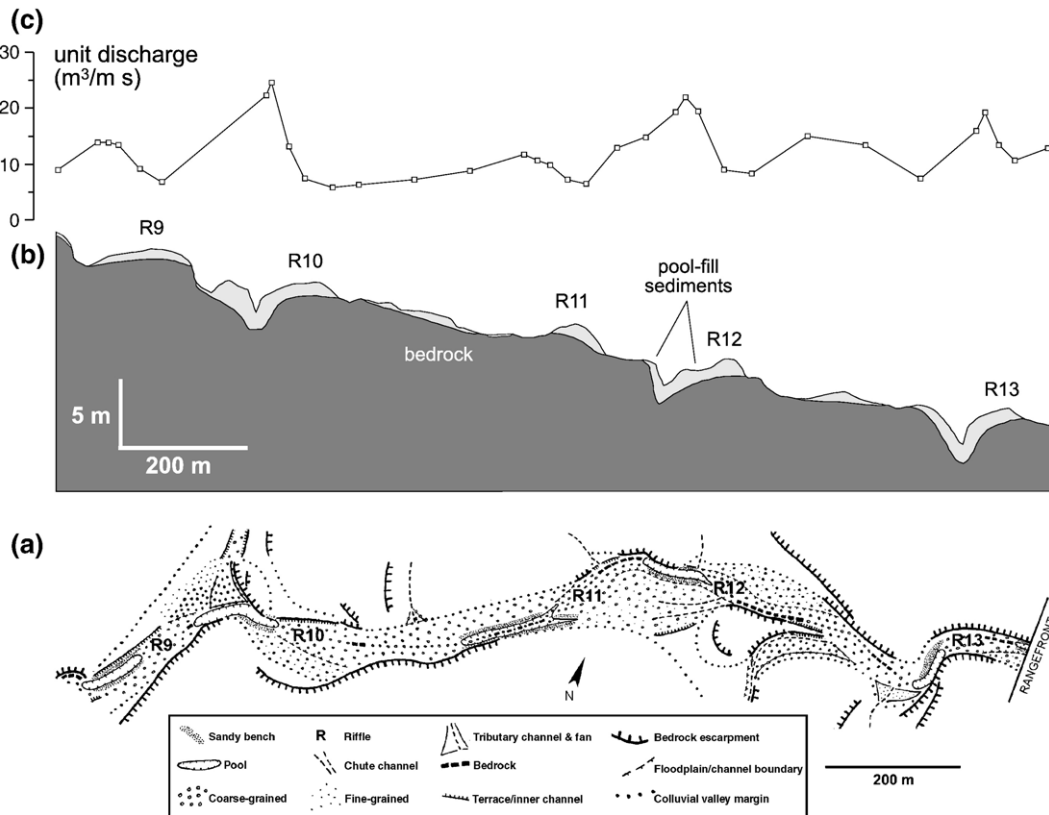 (c)
30
unit discharge
(m³/m s)
20
10
0
(b)
R9
R10
R11
pool-fill
sediments
R12
R13
bedrock
5 m
200 m
(a)
R9
R10
R11
R12
R13
RANGEFRONT
N
Sandy bench
R Riffle
Tributary channel & fan
Bedrock escarpment
Pool
Chute channel
Bedrock
Floodplain/channel boundary
Coarse-grained
Fine-grained
Terrace/inner channel
Colluvial valley margin
200 m